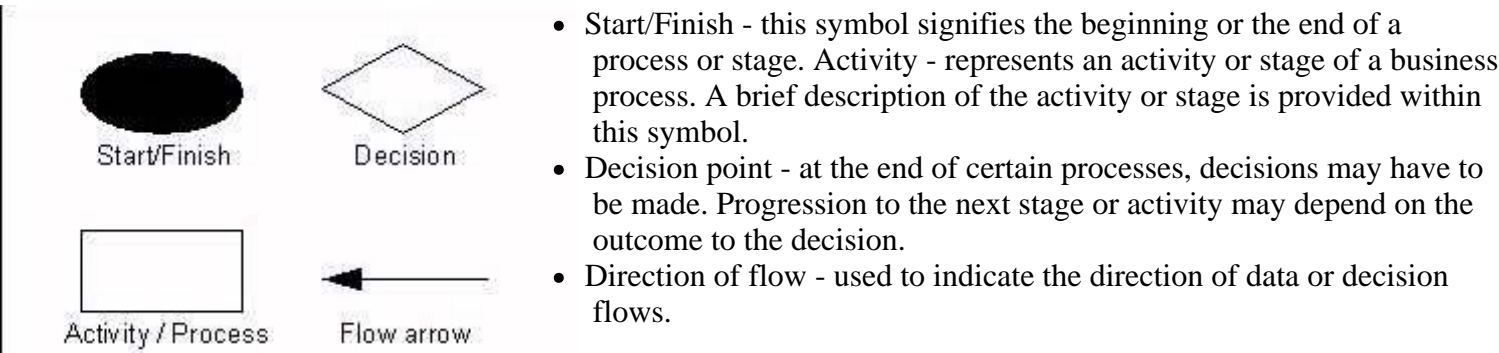 Start/Finish
Decision
Activity / Process
Flow arrow
• Start/Finish - this symbol signifies the beginning or the end of a
process or stage. Activity - represents an activity or stage of a business
process. A brief description of the activity or stage is provided within
this symbol.
• Decision point - at the end of certain processes, decisions may have to
be made. Progression to the next stage or activity may depend on the
outcome to the decision.
• Direction of flow - used to indicate the direction of data or decision
flows.